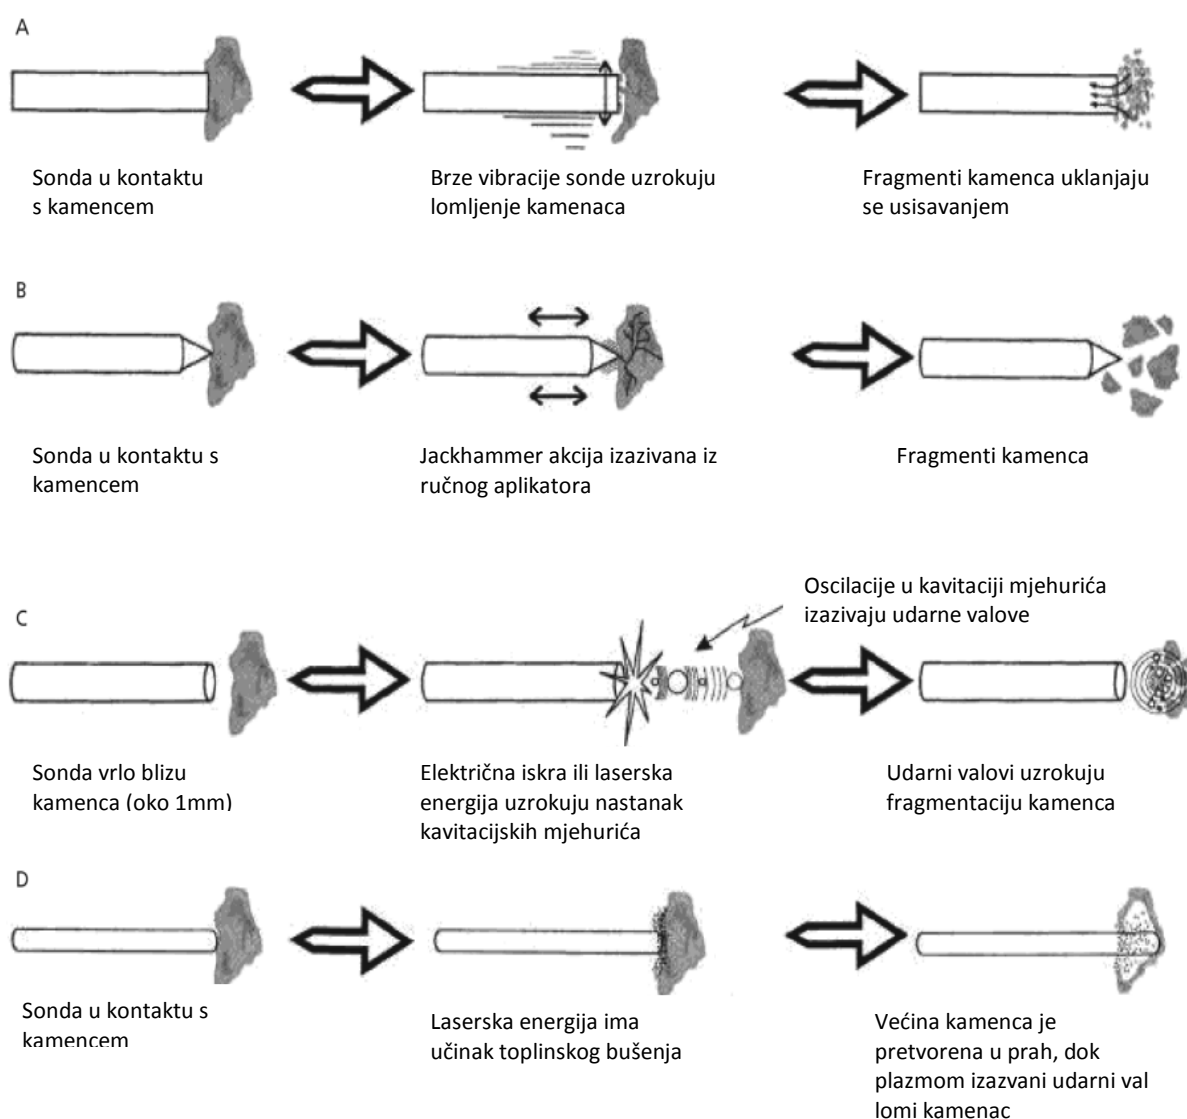 A
Sonda u kontaktu
s kamencem
Brze vibracije sonde uzrokuju
lomljenje kamenaca
Fragmenti kamenca uklanjaju
se usisavanjem
B
Sonda u kontaktu s
kamencem
Jackhammer akcija izazivana iz
ručnog aplikatora
Fragmenti kamenca
Oscilacije u kavitaciji mjehurića
izazivaju udarne valove
C
Sonda vrlo blizu
kamenca (oko 1mm)
Električna iskra ili laserska
energija uzrokuju nastanak
kavitacijskih mjehurića
Udarni valovi uzrokuju
fragmentaciju kamenca
D
Sonda u kontaktu s
kamencem
Laserska energija ima
učinak toplinskog bušenja
Većina kamenca je
pretvorena u prah, dok
plazmom izazvani udarni val
lomi kamenac